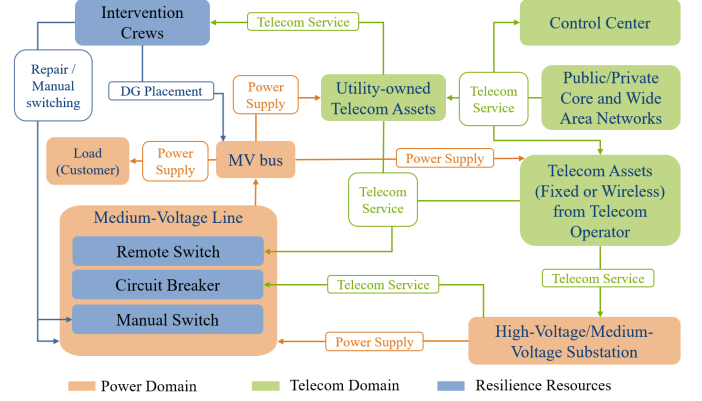 Intervention
Crews
Telecom Service
Control Center
Repair /
Manual
switching
DG Placement
Power
Supply
Utility-owned
Telecom Assets
Telecom
Service
Public/Private
Core and Wide
Area Networks
Load
(Customer)
Power
Supply
MV bus
Power Supply
Telecom Assets
(Fixed or Wireless)
from Telecom
Operator
Telecom
Service
Medium-Voltage Line
Remote Switch
Circuit Breaker
Manual Switch
Telecom Service
Telecom Service
Power Supply
High-Voltage/Medium-
Voltage Substation
Power Domain
Telecom Domain
Resilience Resources